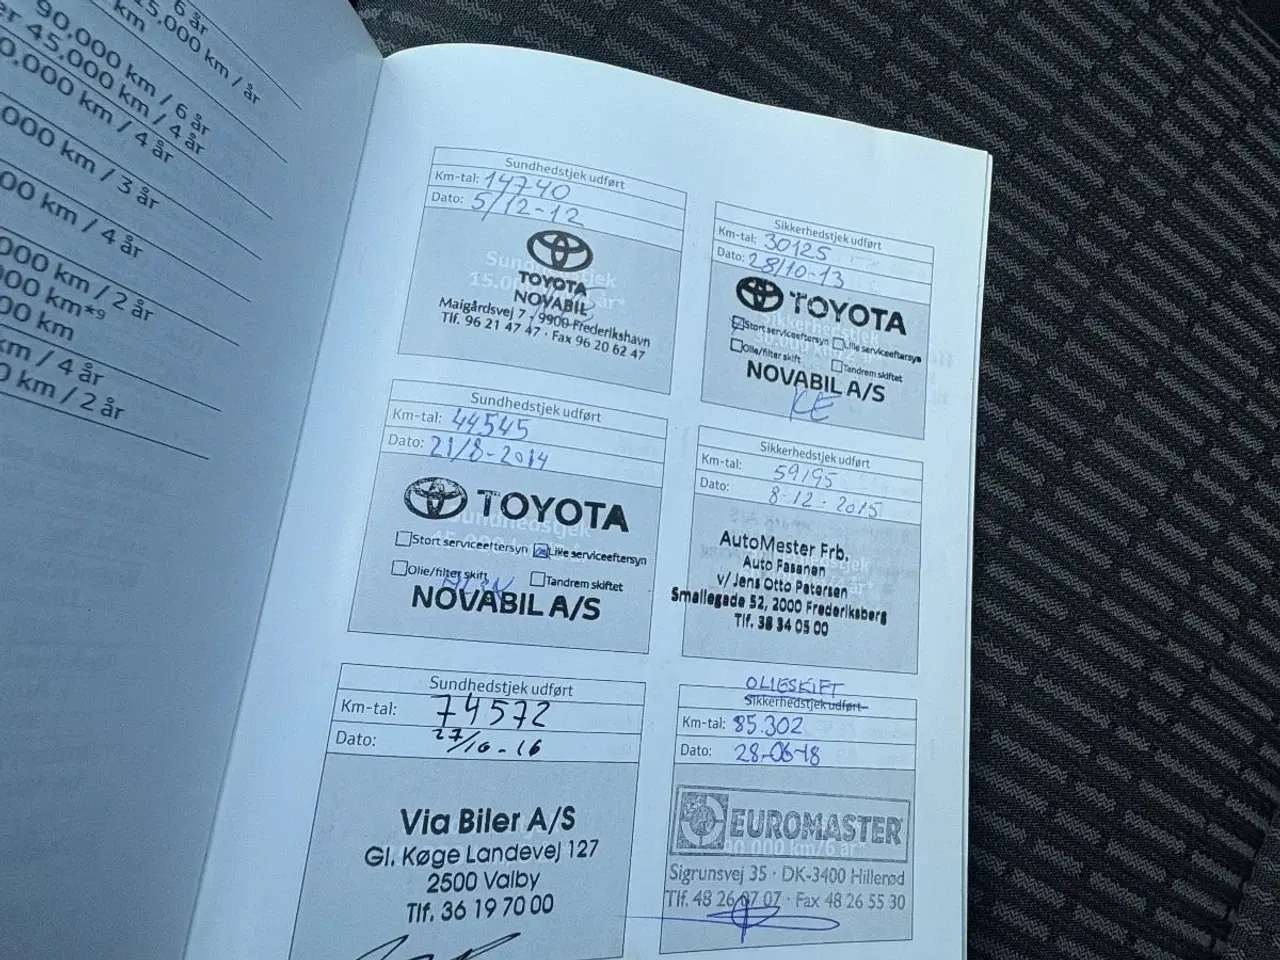 6 år
15.000 km / år
km
90.000 km / 6 år
er 45.000 km / 4 år
0.000 km / 4 år
000 km / 3 år
00 km / 4 år
000 km / 2 år
000 km*9
00 km
km / 4 år
0 km / 2 år
Sundhedstjek udført
Km-tal: 14740
Dato: 5/12-12
TOYOTA
NOVABIL
Maigårdsvej 7 / 9900 Frederikshavn
Tlf. 96 21 47 47 · Fax 96 20 62 47
Sikkerhedstjek udført
Km-tal: 30125
Dato: 28/10-13
TOYOTA
Stort serviceeftersyn Lille serviceeftersyn
Olie/filter skift Tandrem skiftet
NOVABIL A/S
KE
Sundhedstjek udført
Km-tal: 44545
Dato: 21/8-2014
TOYOTA
Stort serviceeftersyn Lille serviceeftersyn
Olie/filter skift Tandrem skiftet
NOVABIL A/S
Sikkerhedstjek udført
Km-tal: 59195
Dato: 8-12-2015
AutoMester Frb.
Auto Fasanen
v/ Jens Otto Petersen
Smallegade 52, 2000 Frederiksberg
Tlf. 38 34 05 00
Sundhedstjek udført
Km-tal: 74572
Dato: 27/10-16
Via Biler A/S
Gl. Køge Landevej 127
2500 Valby
Tlf. 36 19 70 00
OLIESKIFT
Sikkerhedstjek udført
Km-tal: 85.302
Dato: 28-06-18
EUROMASTER
90.000 km/6 år*
Sigrunsvej 35 · DK-3400 Hillerød
Tlf. 48 26 07 07 · Fax 48 26 55 30